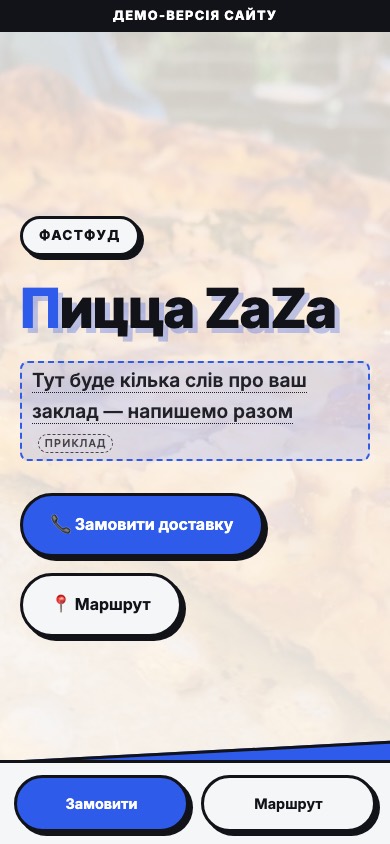 ДЕМО-ВЕРСІЯ САЙТУ
ФАСТФУД
Пицца ZaZa
Тут буде кілька слів про ваш
заклад — напишемо разом
ПРИКЛАД
Замовити доставку
Маршрут
Замовити
Маршрут